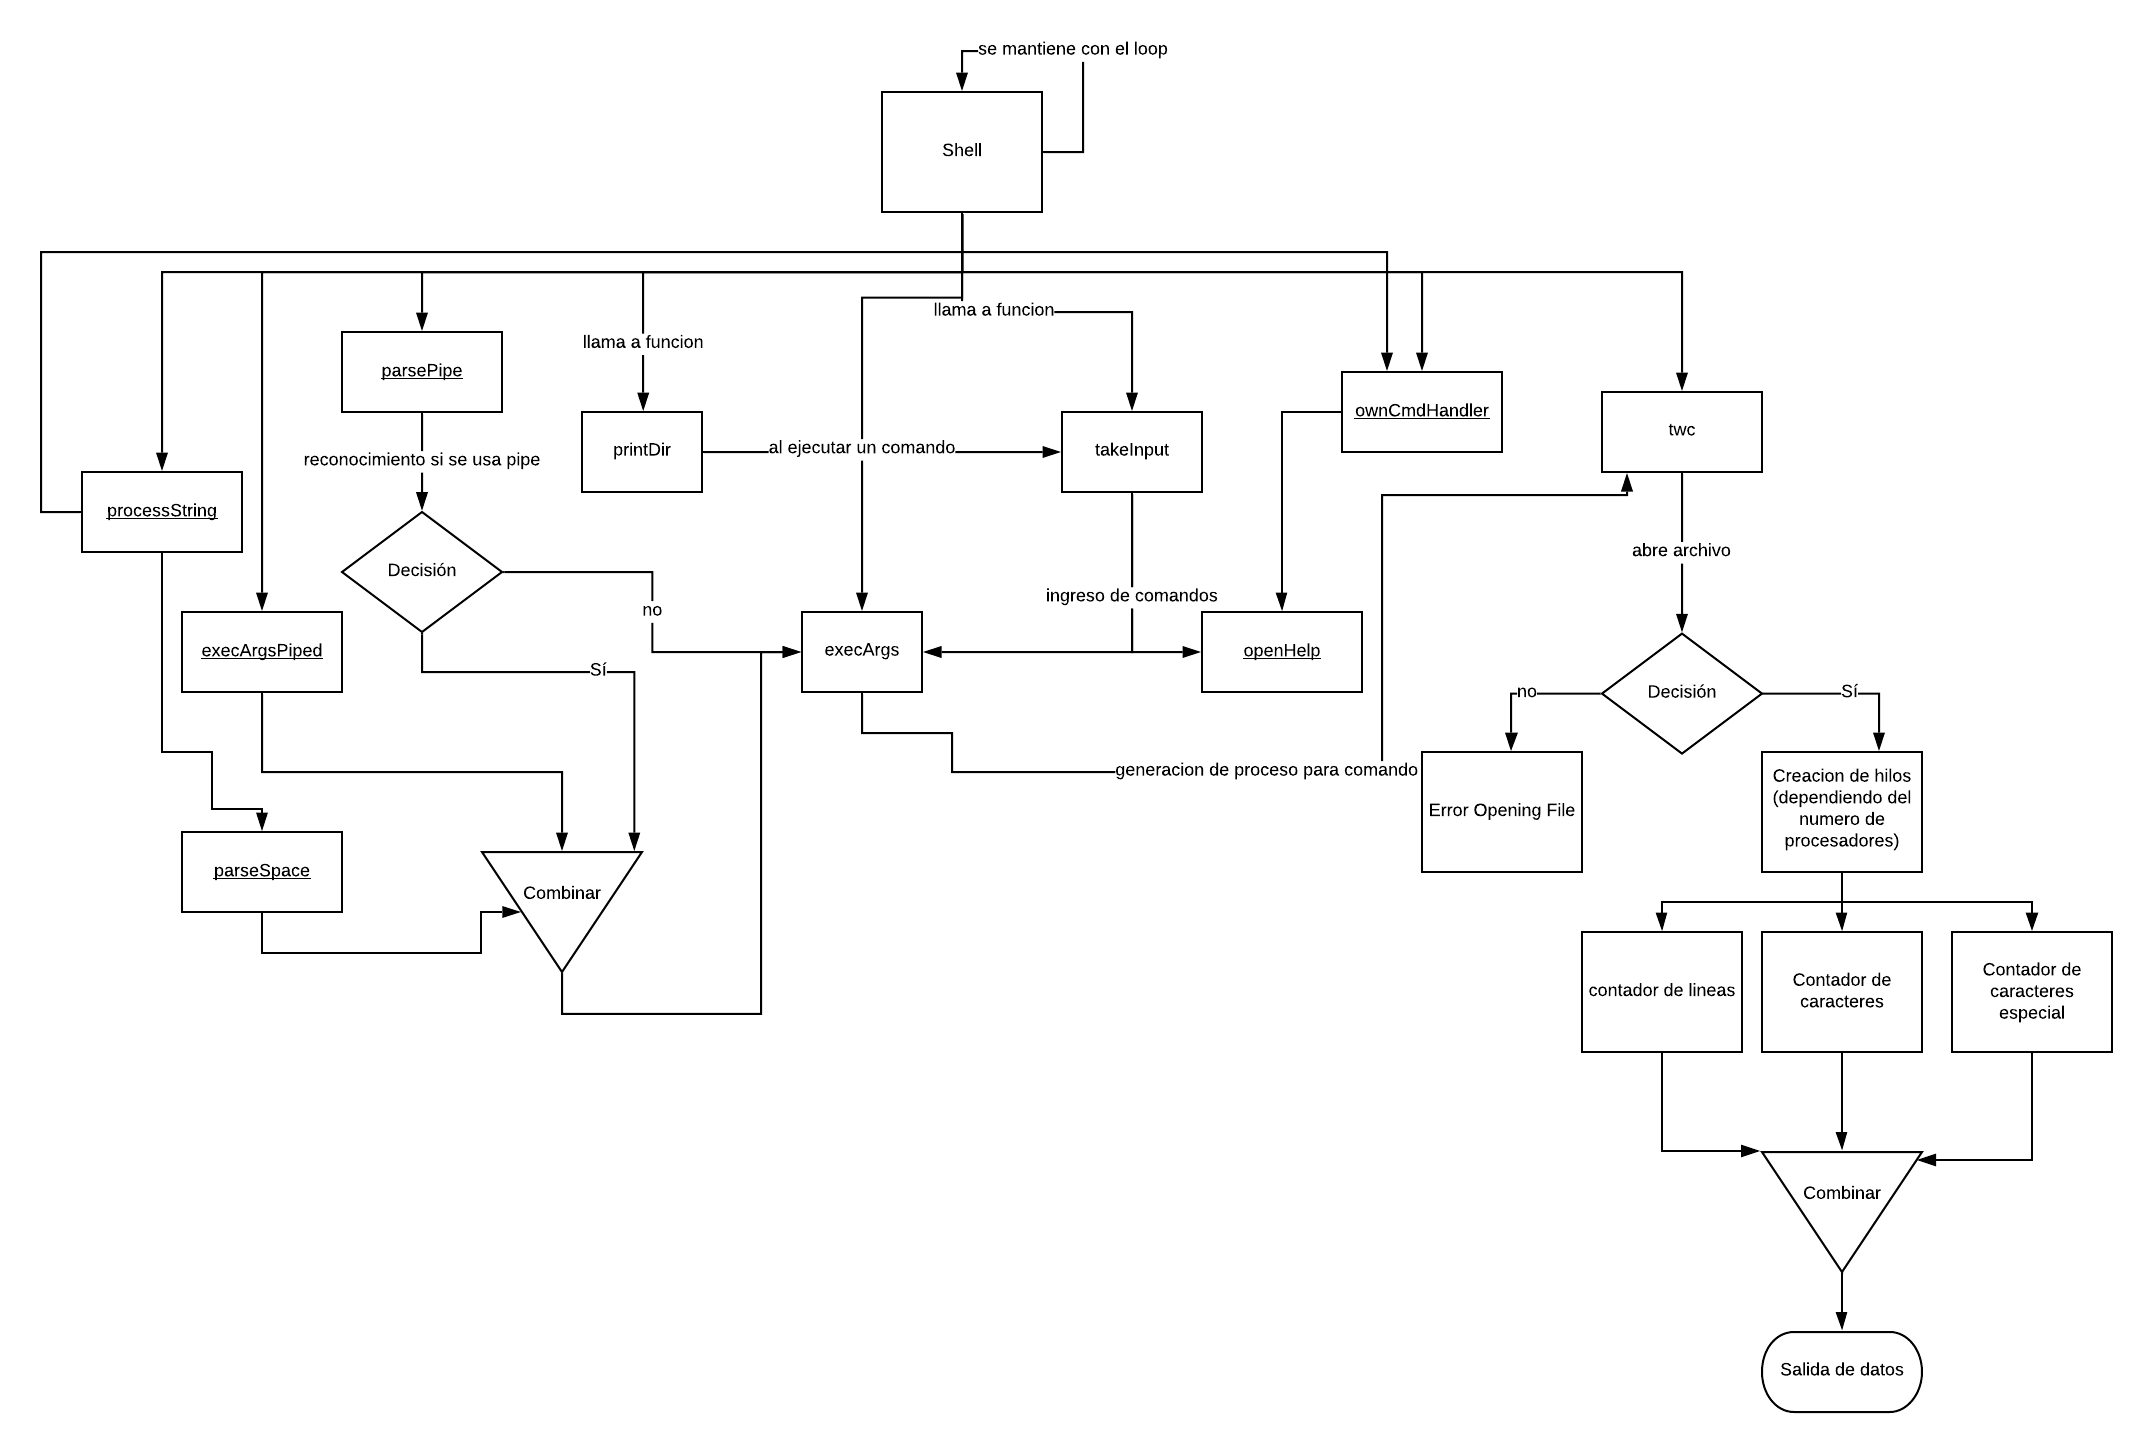 se mantiene con el loop
Shell
llama a funcion
llama a funcion
parsePipe
ownCmdHandler
twc
printDir
al ejecutar un comando
takeInput
reconocimiento si se usa pipe
processString
abre archivo
Decisión
ingreso de comandos
no
execArgsPiped
execArgs
openHelp
Sí
no
Decisión
Sí
generacion de proceso para comando
Error Opening File
Creacion de hilos
(dependiendo del
numero de
procesadores)
parseSpace
Combinar
contador de lineas
Contador de
caracteres
Contador de
caracteres
especial
Combinar
Salida de datos